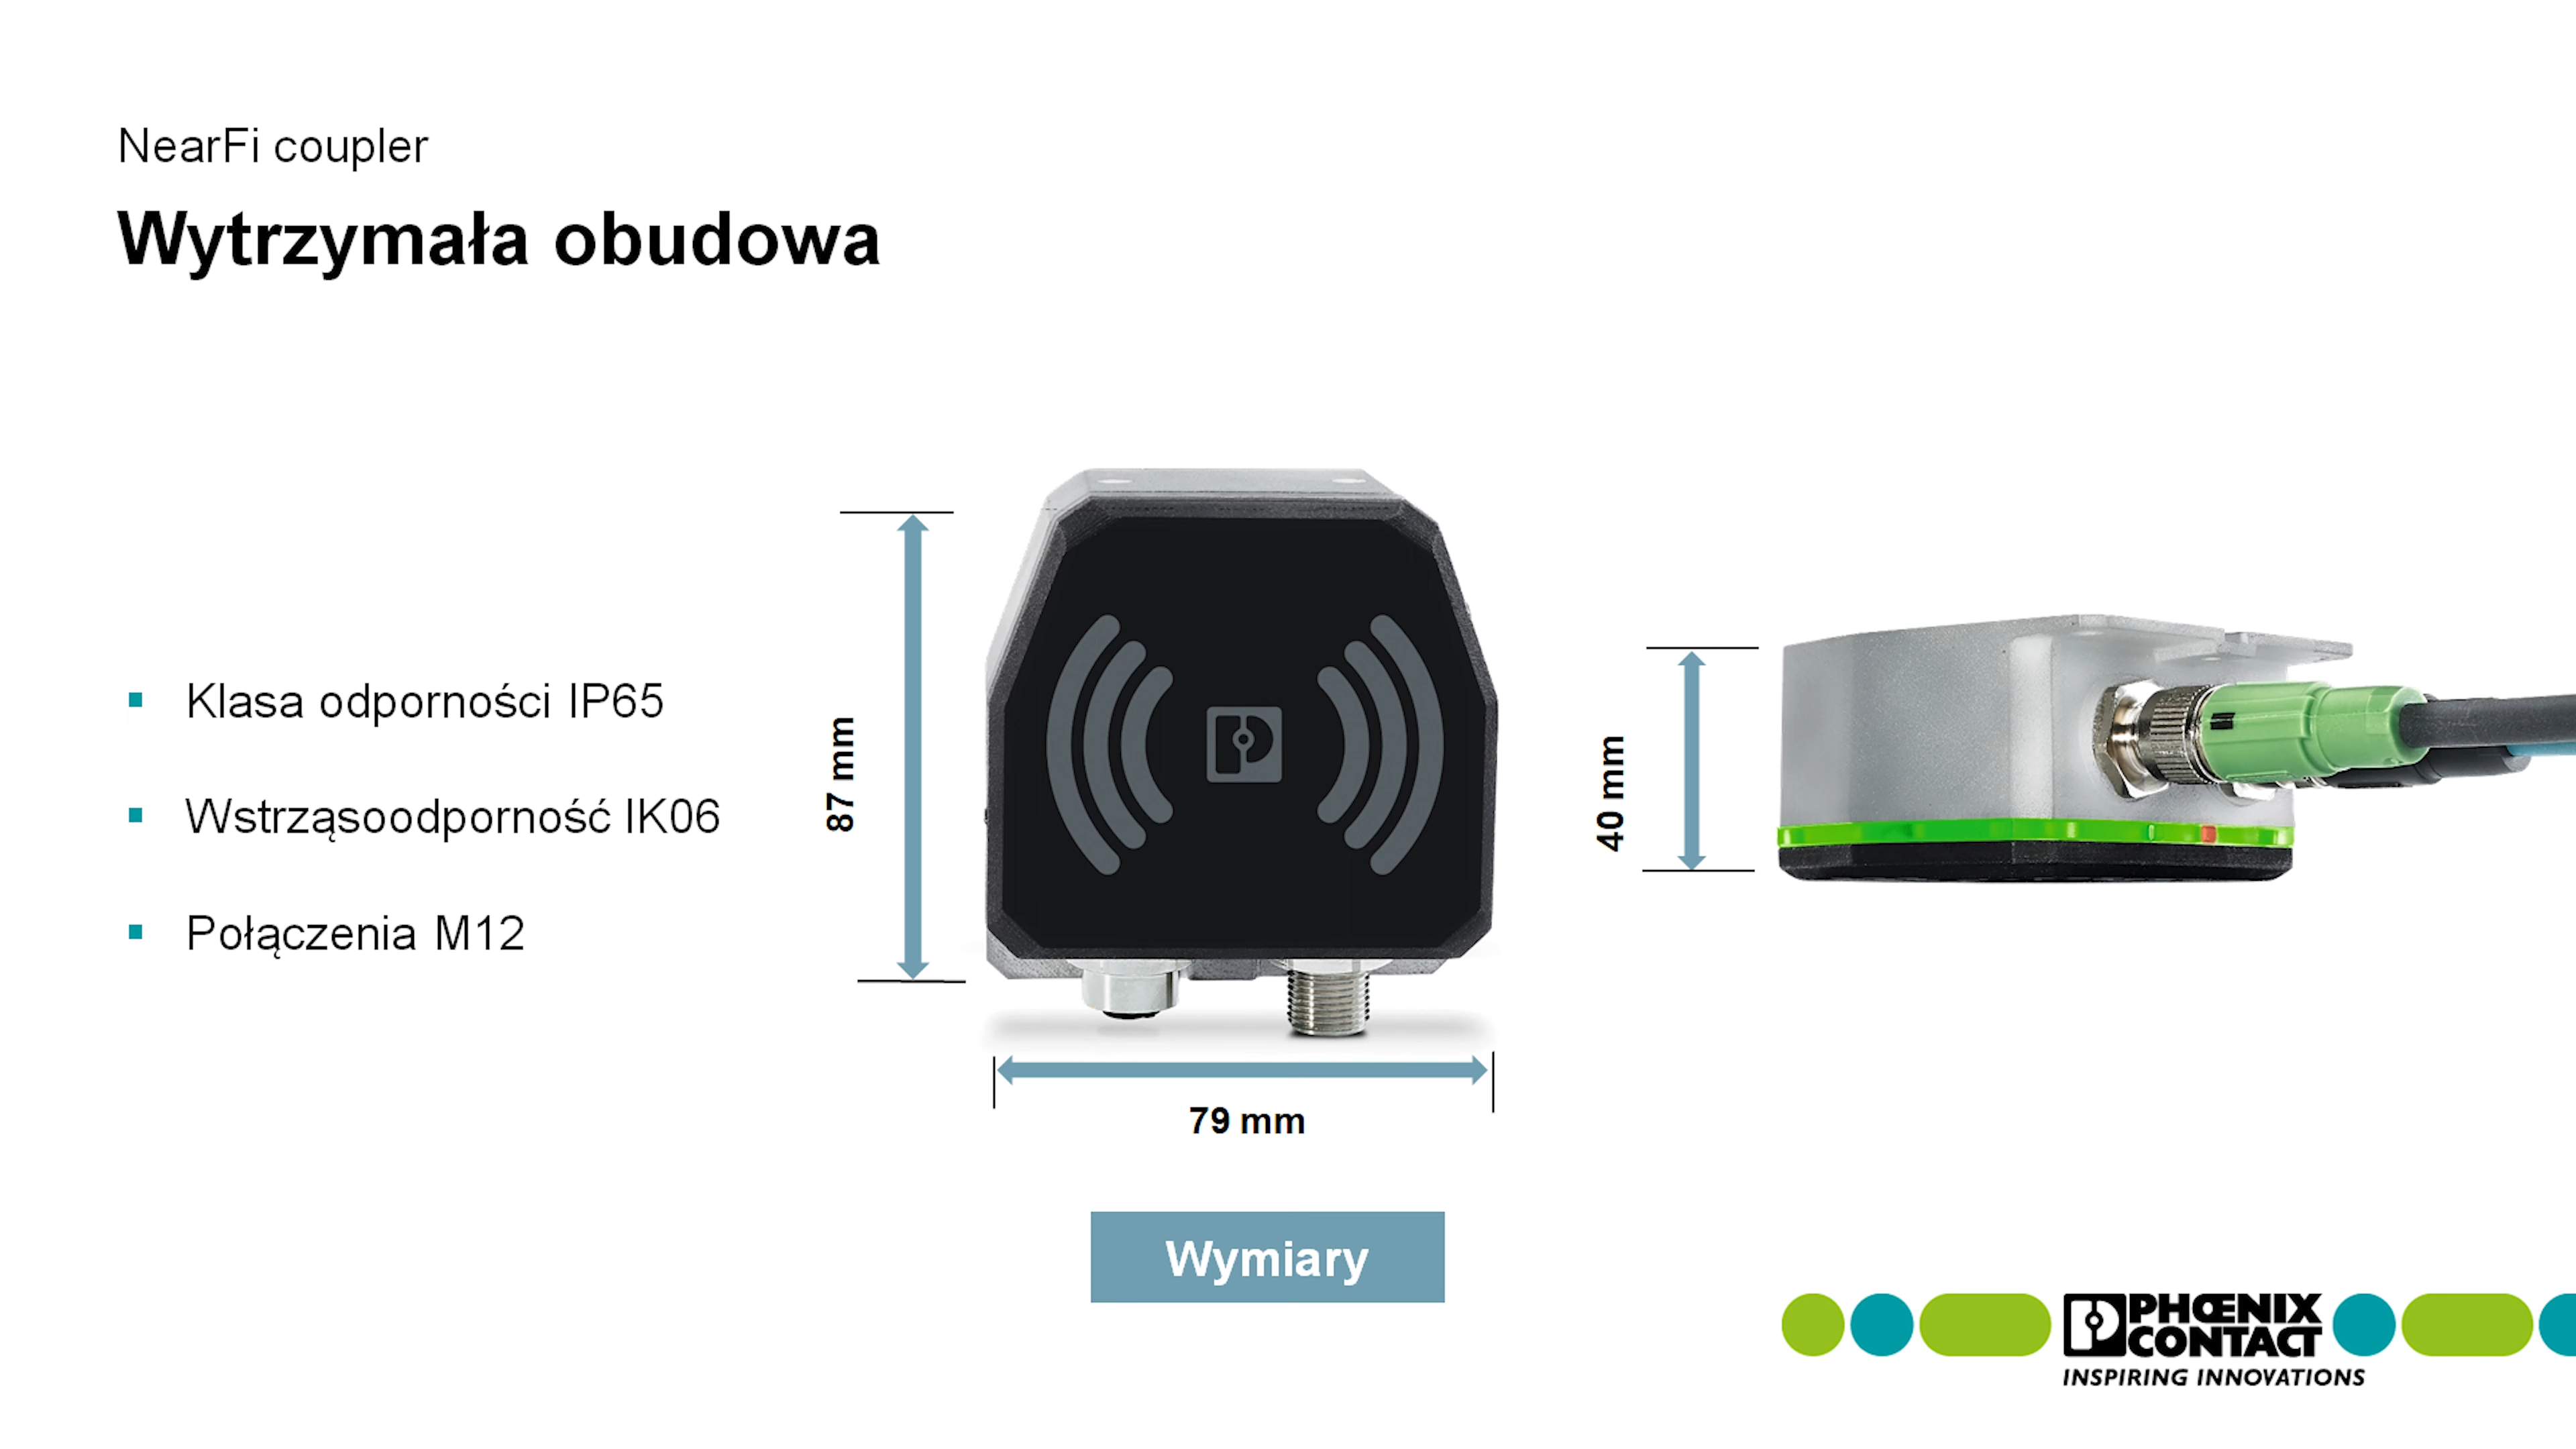 NearFi coupler
Wytrzymała obudowa
Klasa odporności IP65
Wstrząsoodporność IK06
Połączenia M12
87 mm
79 mm
40 mm
Wymiary
PHŒNIX
CONTACT
INSPIRING INNOVATIONS